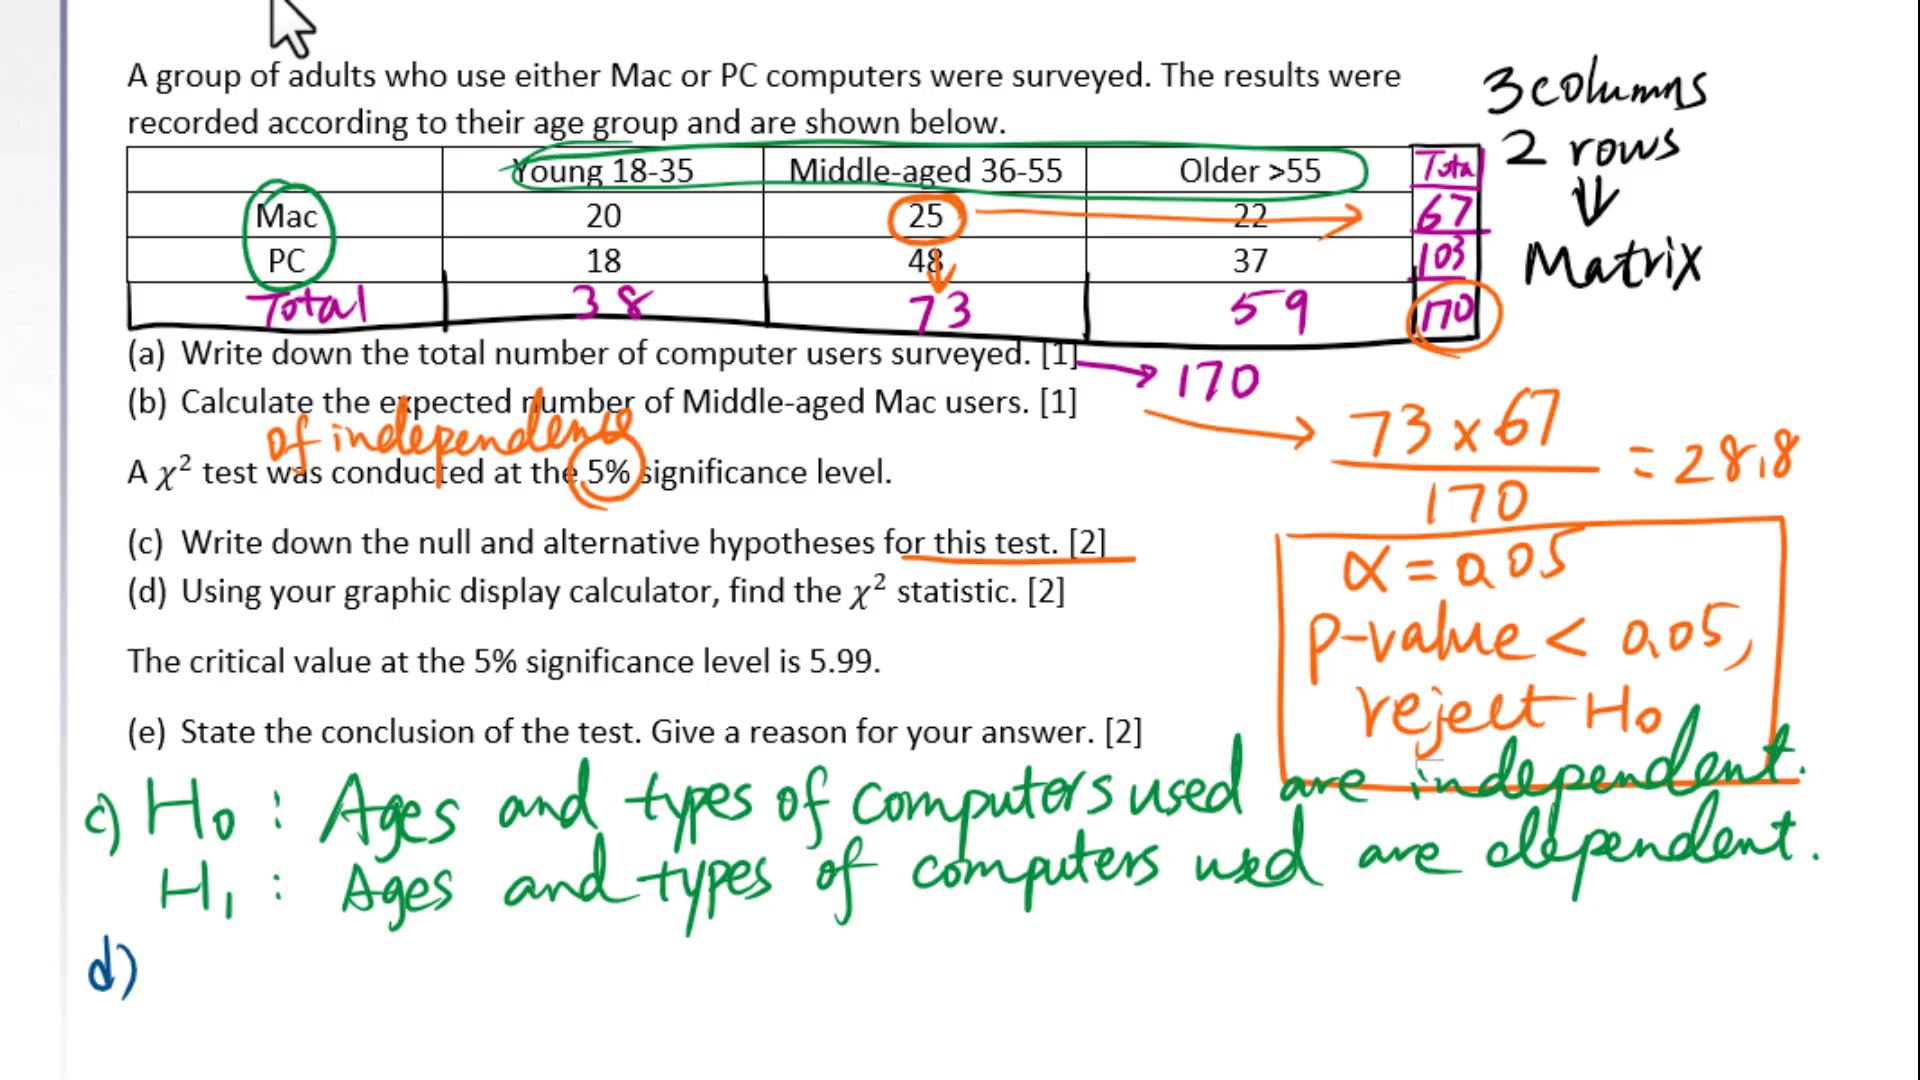 A group of adults who use either Mac or PC computers were surveyed. The results were
recorded according to their age group and are shown below.
3 columns
2 rows
Matrix
Young 18-35 Middle-aged 36-55 Older >55 Total
Mac 20 25 22 67
PC 18 48 37 103
Total 38 73 59 170
(a) Write down the total number of computer users surveyed. [1]
170
(b) Calculate the expected number of Middle-aged Mac users. [1]
73 x 67
170
= 28.8
of independence
A χ² test was conducted at the 5% significance level.
(c) Write down the null and alternative hypotheses for this test. [2]
(d) Using your graphic display calculator, find the χ² statistic. [2]
The critical value at the 5% significance level is 5.99.
(e) State the conclusion of the test. Give a reason for your answer. [2]
α = 0.05
p-value < 0.05,
reject H₀
c) H₀ : Ages and types of computers used are independent.
H₁ : Ages and types of computers used are dependent.
d)